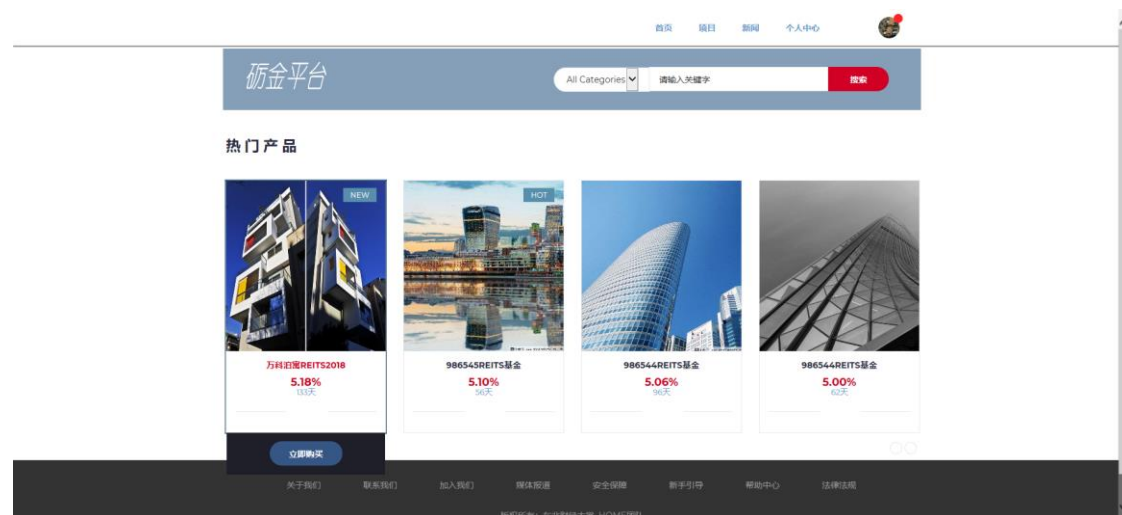 首页 项目 新闻 个人中心
砺金平台
All Categories 请输入关键字 搜索
热门产品
NEW HOT
万科泊寓REITS2018 986545REITS基金 986544REITS基金 986544REITS基金
5.18% 5.10% 5.06% 5.00%
133天 56天 96天 62天
立即购买
关于我们 联系我们 加入我们 媒体报道 安全保障 新手引导 帮助中心 法律法规